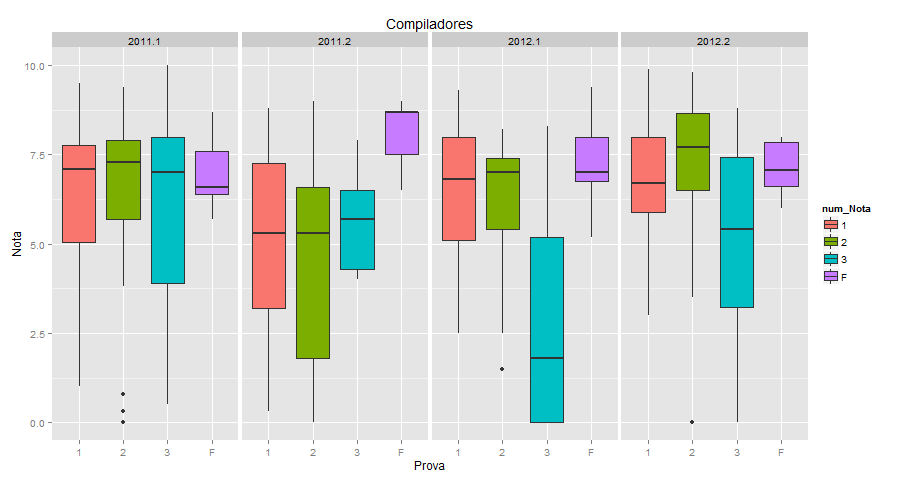 Compiladores
2011.1 2011.2 2012.1 2012.2
10.0
7.5
5.0
2.5
0.0
Nota
1 2 3 F 1 2 3 F 1 2 3 F 1 2 3 F
Prova
num_Nota
1
2
3
F